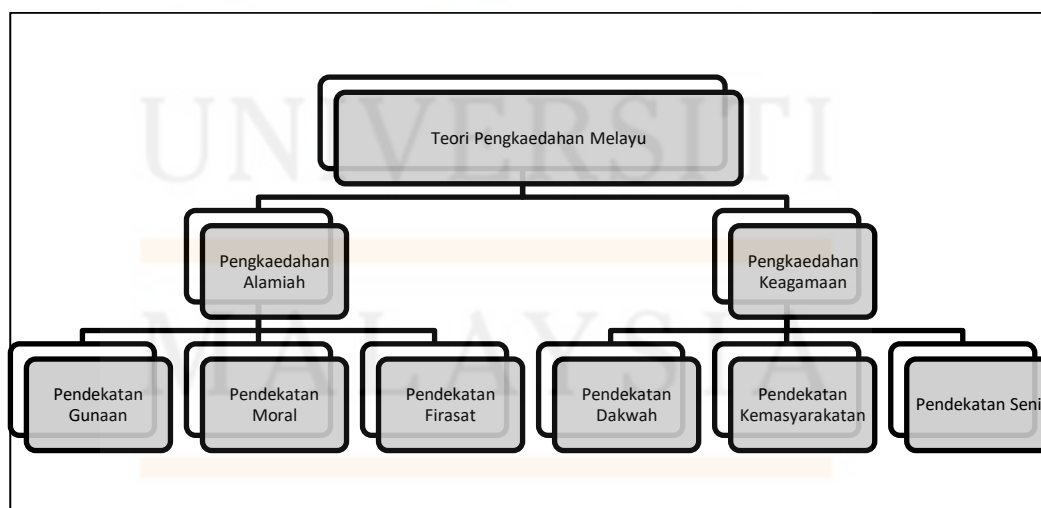 UNIVERSITI
Teori Pengkaedahan Melayu
Pengkaedahan
Alamiah
Pengkaedahan
Keagamaan
MALAYSIA
Pendekatan
Gunaan
Pendekatan
Moral
Pendekatan
Firasat
Pendekatan
Dakwah
Pendekatan
Kemasyarakatan
Pendekatan Seni